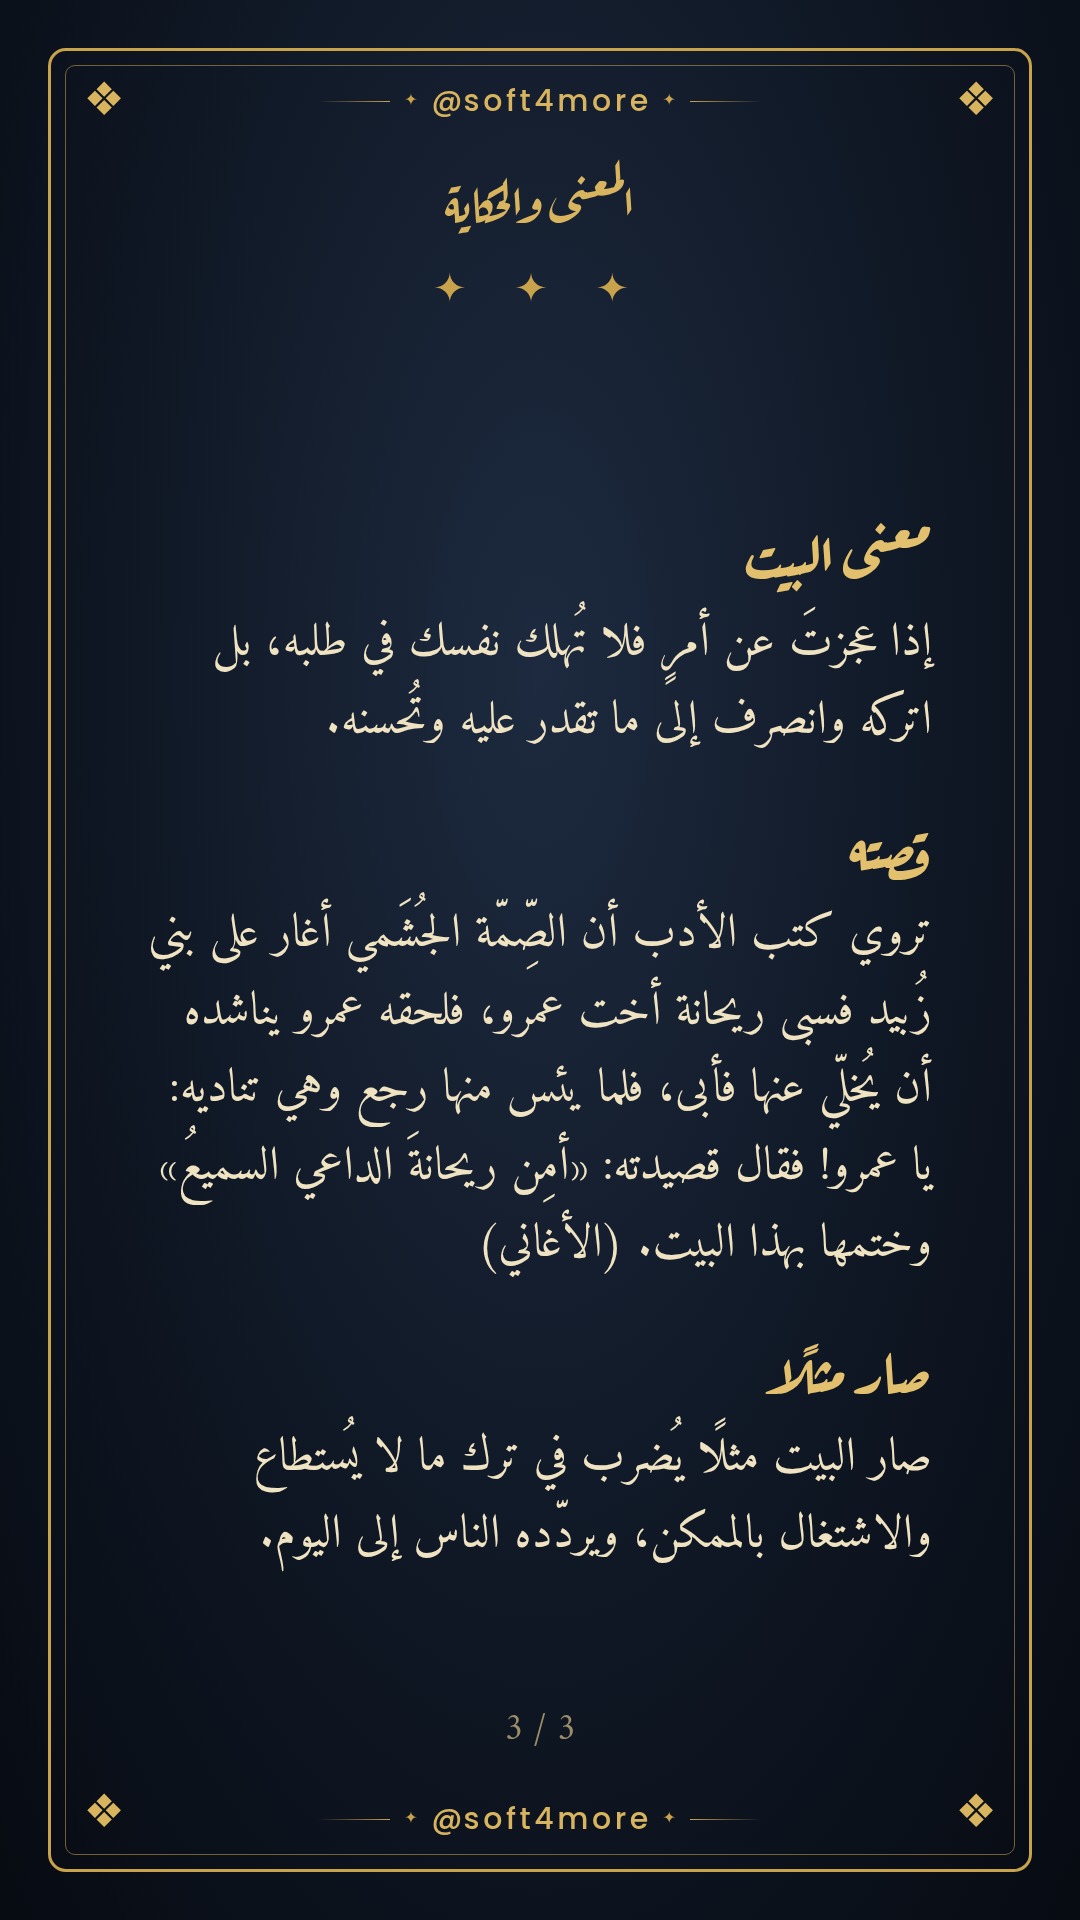 @soft4more
المعنى والحكاية
معنى البيت
إذا عجزتَ عن أمرٍ فلا تُهلك نفسك في طلبه، بل
اتركه وانصرف إلى ما تقدر عليه وتُحسنه.
قصته
تروي كتب الأدب أن الصِّمّة الجُشَمي أغار على بني
زُبيد فسبى ريحانة أخت عمرو، فلحقه عمرو يناشده
أن يُخلّي عنها فأبى، فلما يئس منها رجع وهي تناديه:
يا عمرو! فقال قصيدته: «أمِن ريحانةَ الداعي السميعُ»
وختمها بهذا البيت. (الأغاني)
صار مثلًا
صار البيت مثلًا يُضرب في ترك ما لا يُستطاع
والاشتغال بالممكن، ويردّده الناس إلى اليوم.
3 / 3
@soft4more